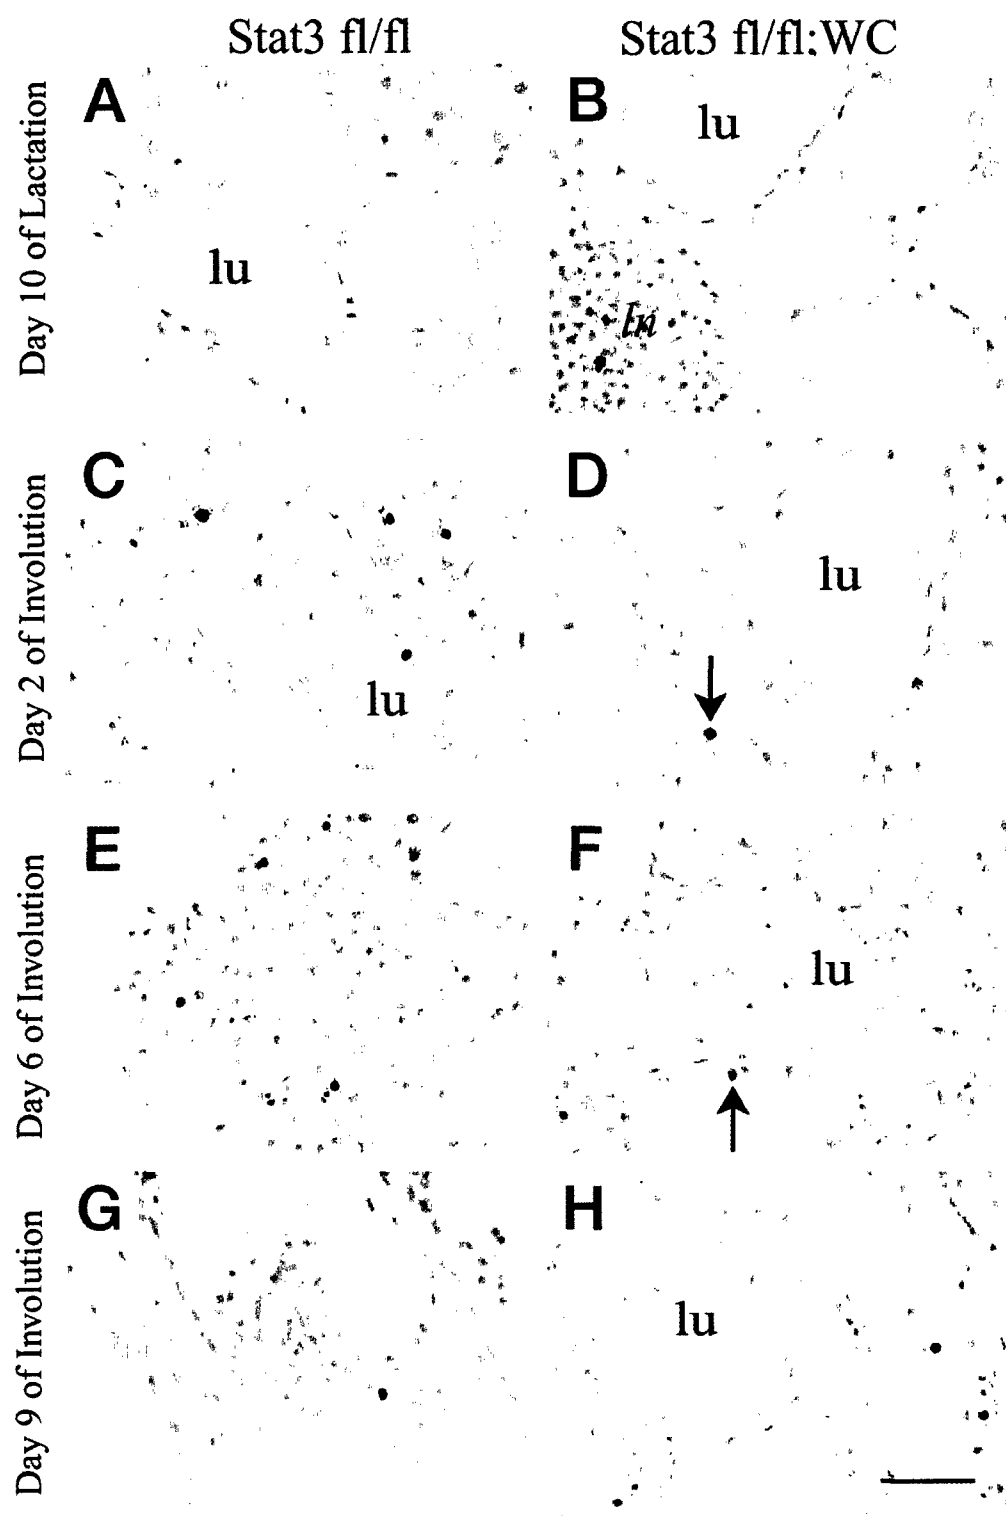 Stat3 fl/fl
Stat3 fl/fl:WC
Day 10 of Lactation
A
lu
B
lu
ln
Day 2 of Involution
C
lu
D
lu
Day 6 of Involution
E
F
lu
Day 9 of Involution
G
H
lu